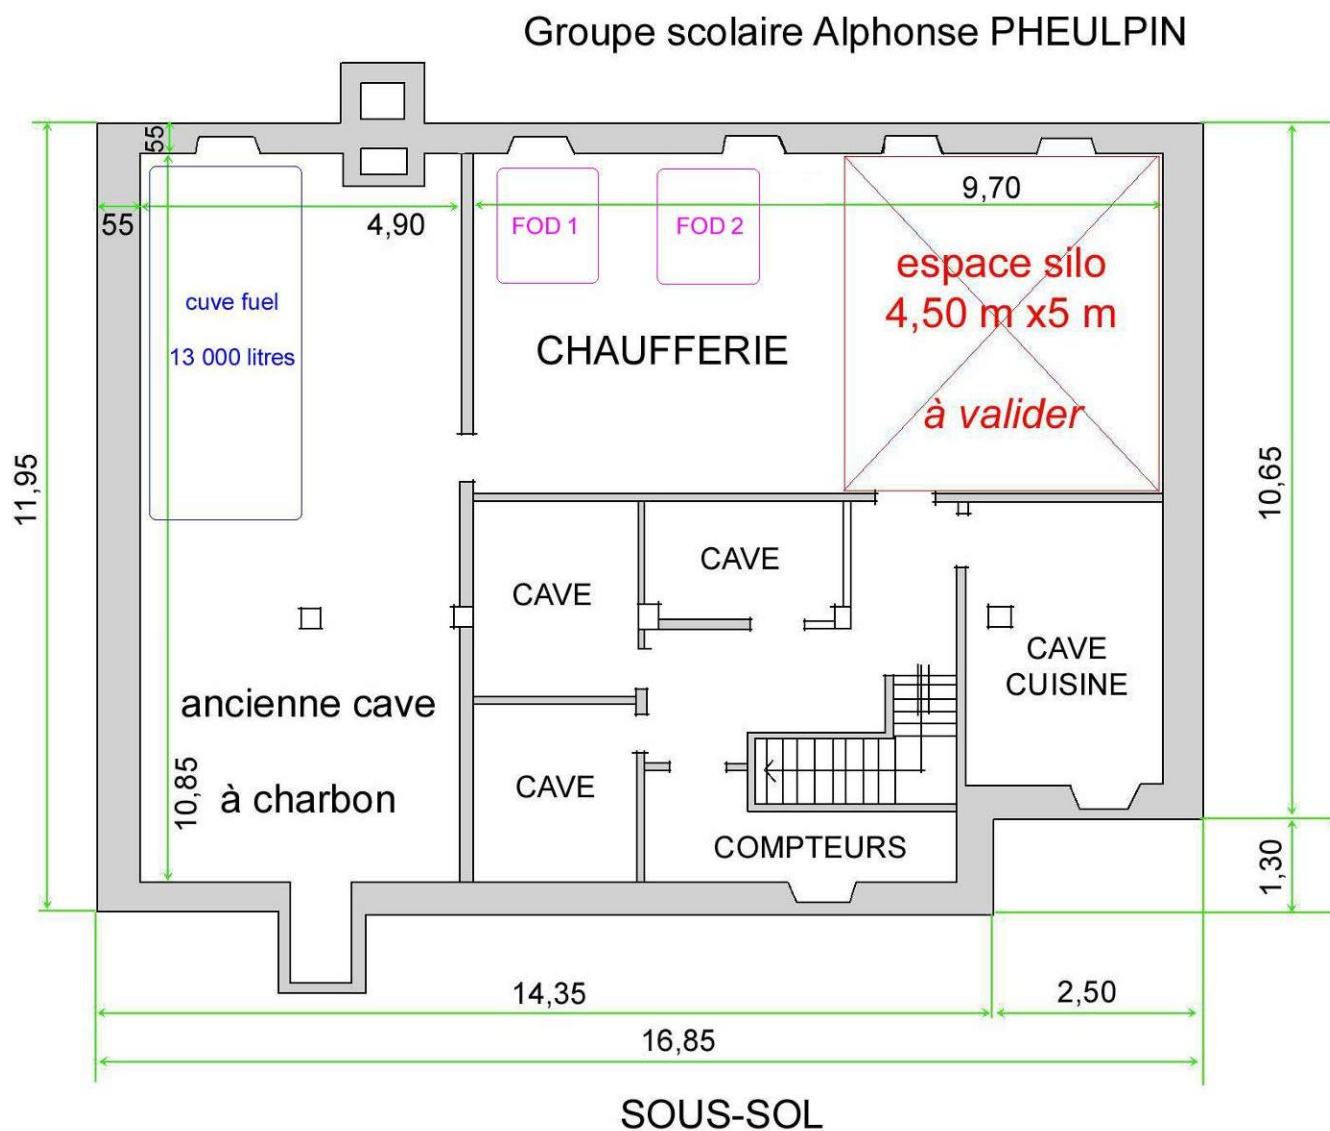 Groupe scolaire Alphonse PHEULPIN
55
55
4,90
9,70
FOD 1
FOD 2
espace silo
4,50 m x5 m
à valider
cuve fuel
13 000 litres
CHAUFFERIE
11,95
10,65
CAVE
CAVE
CAVE
CUISINE
ancienne cave
à charbon
10,85
CAVE
COMPTEURS
1,30
14,35
2,50
16,85
SOUS-SOL